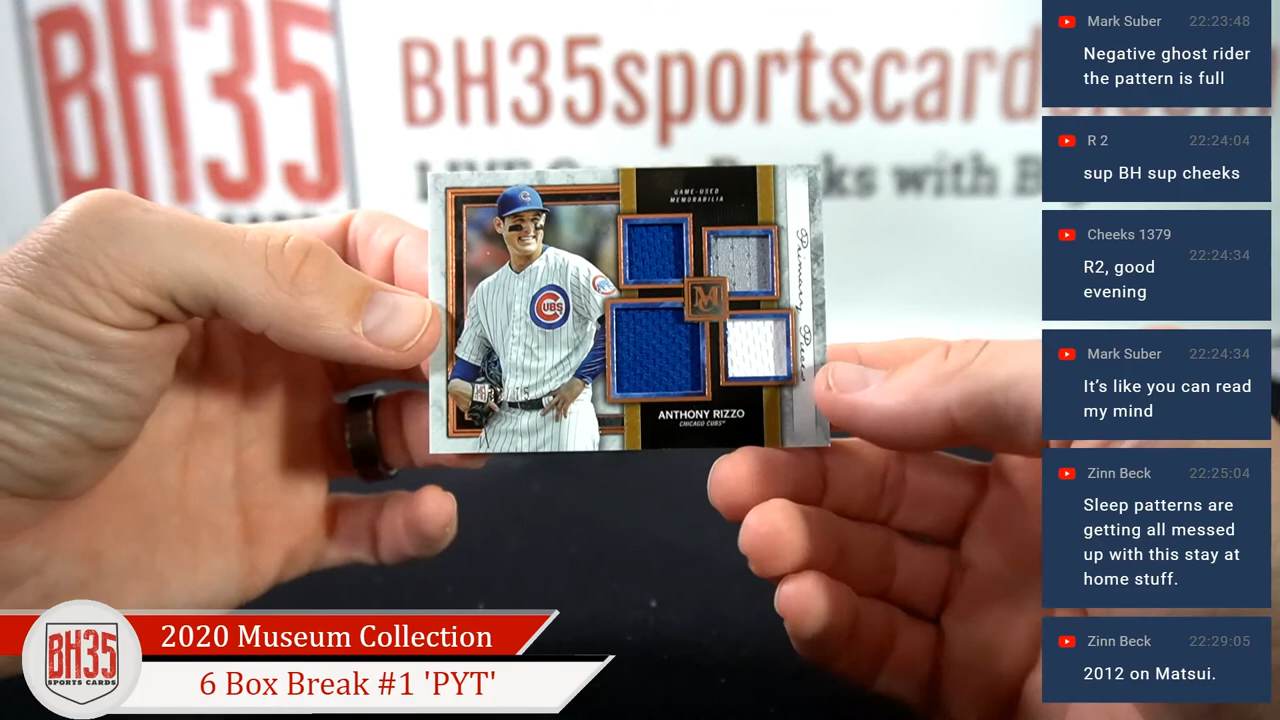 BH35
BH35sportscard
ks with B
GAME-USED
MEMORABILIA
Primary Pieces
M
CUBS
ANTHONY RIZZO
CHICAGO CUBS
BH35
SPORTS CARDS
2020 Museum Collection
6 Box Break #1 'PYT'
Mark Suber 22:23:48
Negative ghost rider
the pattern is full
R 2 22:24:04
sup BH sup cheeks
Cheeks 1379
22:24:34
R2, good
evening
Mark Suber 22:24:34
It's like you can read
my mind
Zinn Beck 22:25:04
Sleep patterns are
getting all messed
up with this stay at
home stuff.
Zinn Beck 22:29:05
2012 on Matsui.